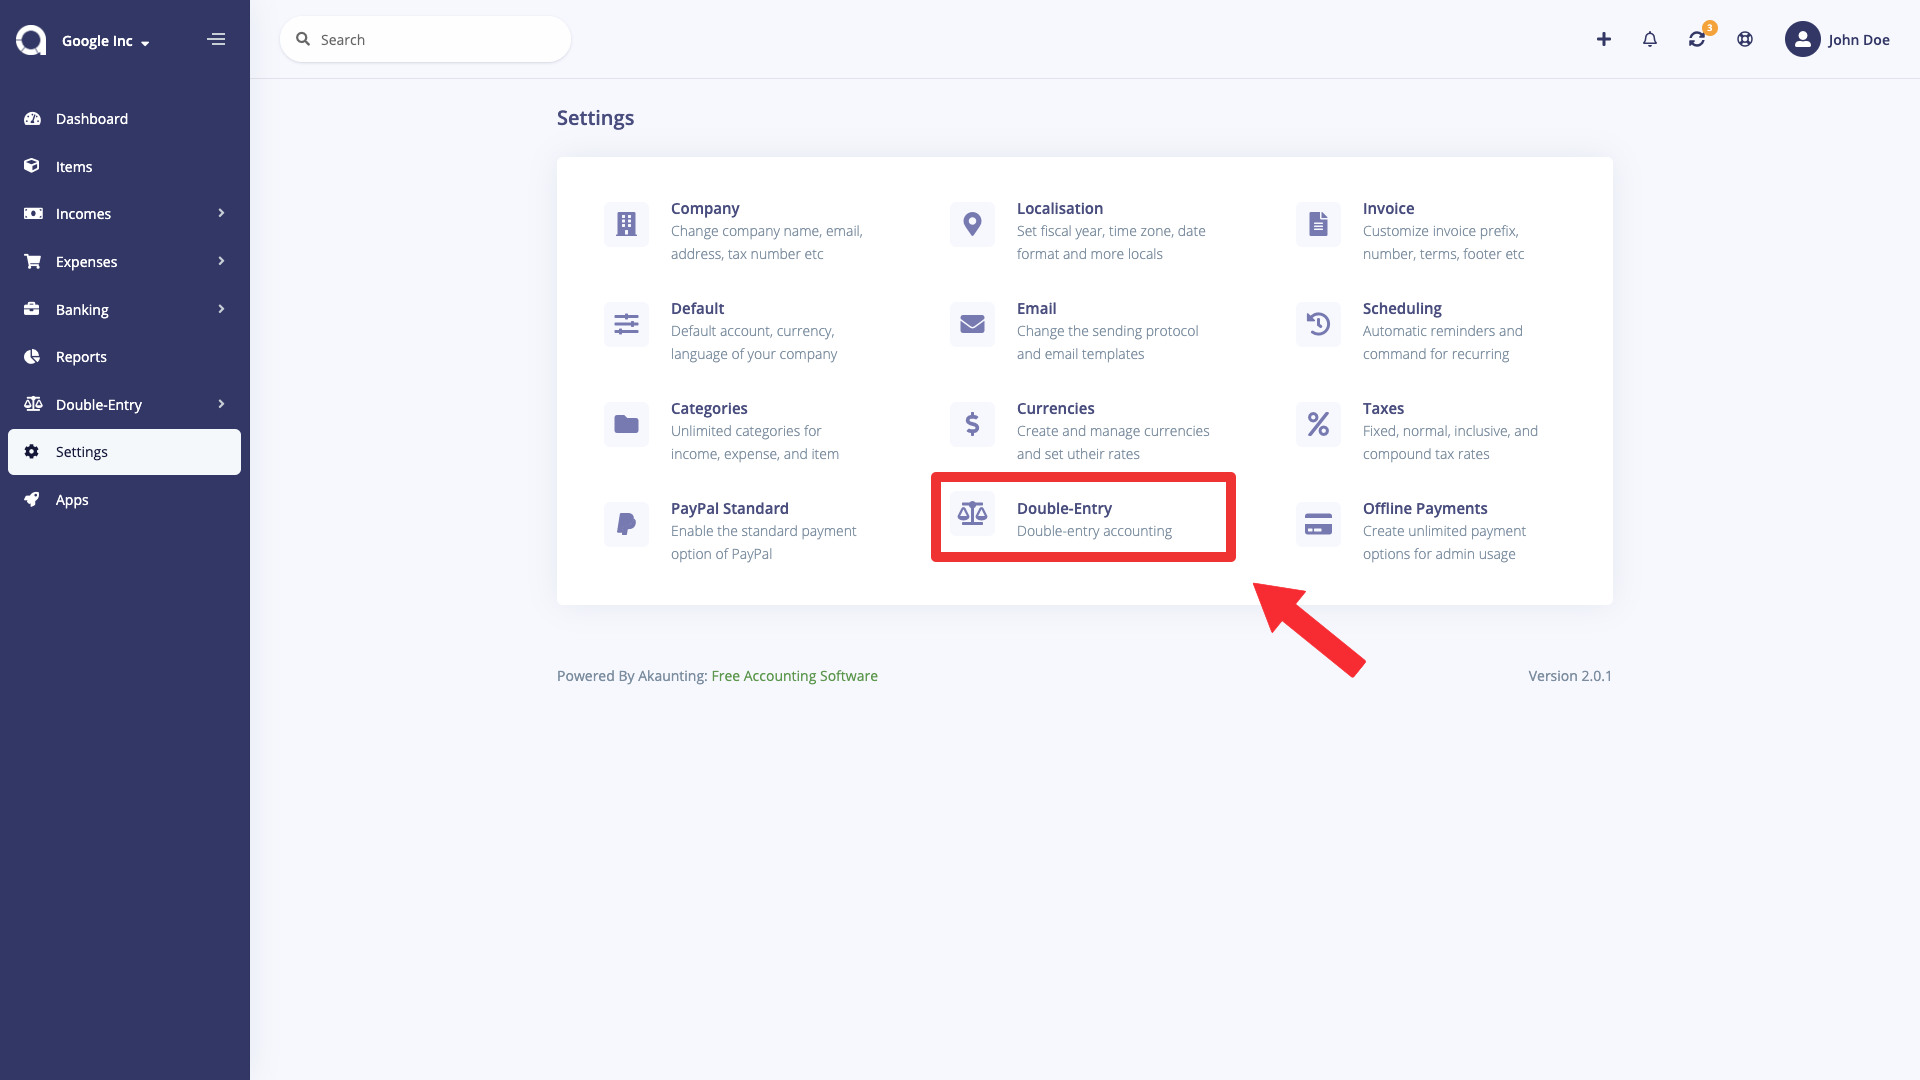 Google Inc
Search
3
John Doe
Dashboard
Items
Incomes
Expenses
Banking
Reports
Double-Entry
Settings
Apps
Settings
Company
Change company name, email,
address, tax number etc
Localisation
Set fiscal year, time zone, date
format and more locals
Invoice
Customize invoice prefix,
number, terms, footer etc
Default
Default account, currency,
language of your company
Email
Change the sending protocol
and email templates
Scheduling
Automatic reminders and
command for recurring
Categories
Unlimited categories for
income, expense, and item
Currencies
Create and manage currencies
and set utheir rates
Taxes
Fixed, normal, inclusive, and
compound tax rates
PayPal Standard
Enable the standard payment
option of PayPal
Double-Entry
Double-entry accounting
Offline Payments
Create unlimited payment
options for admin usage
Powered By Akaunting: Free Accounting Software
Version 2.0.1